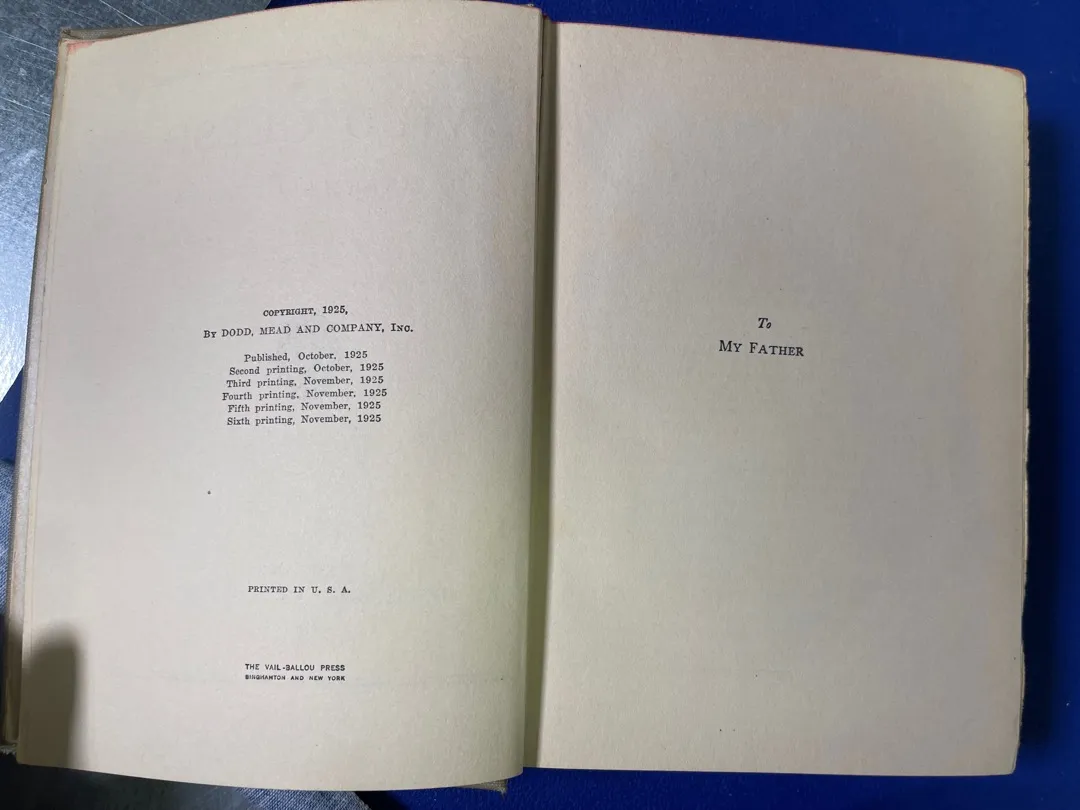 COPYRIGHT, 1925,
BY DODD, MEAD AND COMPANY, INC.
Published, October, 1925
Second printing, October, 1925
Third printing, November, 1925
Fourth printing, November, 1925
Fifth printing, November, 1925
Sixth printing, November, 1925
PRINTED IN U. S. A.
THE VAIL-BALLOU PRESS
BINGHAMTON AND NEW YORK
To
MY FATHER